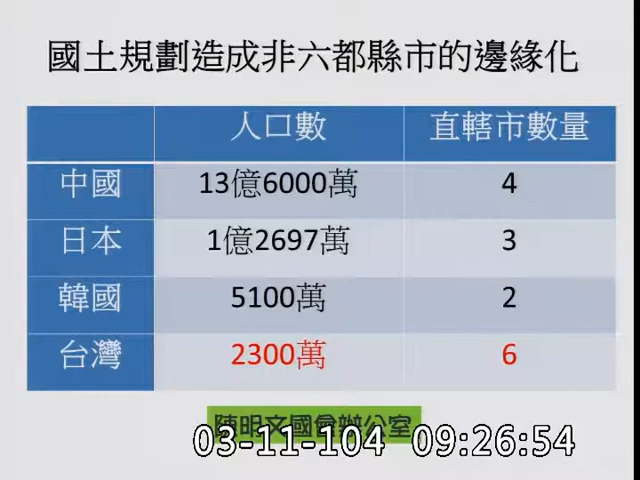 國土規劃造成非六都縣市的邊緣化
人口數 直轄市數量
中國 13億6000萬 4
日本 1億2697萬 3
韓國 5100萬 2
台灣 2300萬 6
陳明文國會辦公室
03-11-104 09:26:54